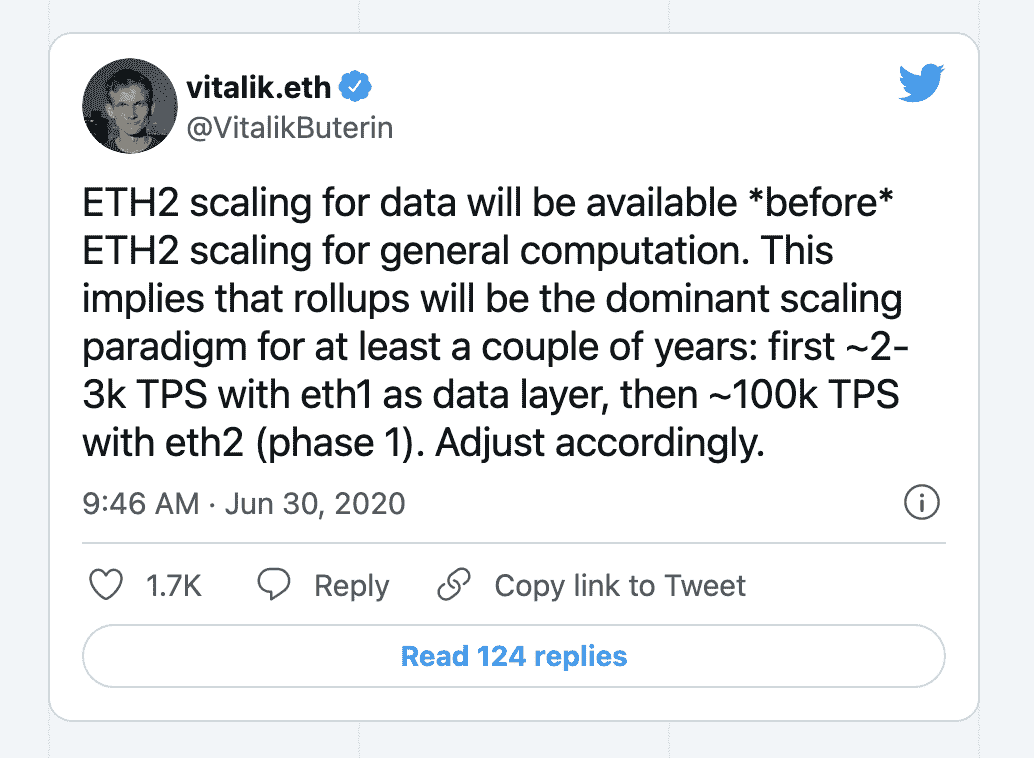 vitalik.eth
@VitalikButerin
ETH2 scaling for data will be available *before*
ETH2 scaling for general computation. This
implies that rollups will be the dominant scaling
paradigm for at least a couple of years: first ~2-
3k TPS with eth1 as data layer, then ~100k TPS
with eth2 (phase 1). Adjust accordingly.
9:46 AM · Jun 30, 2020
1.7K Reply Copy link to Tweet
Read 124 replies